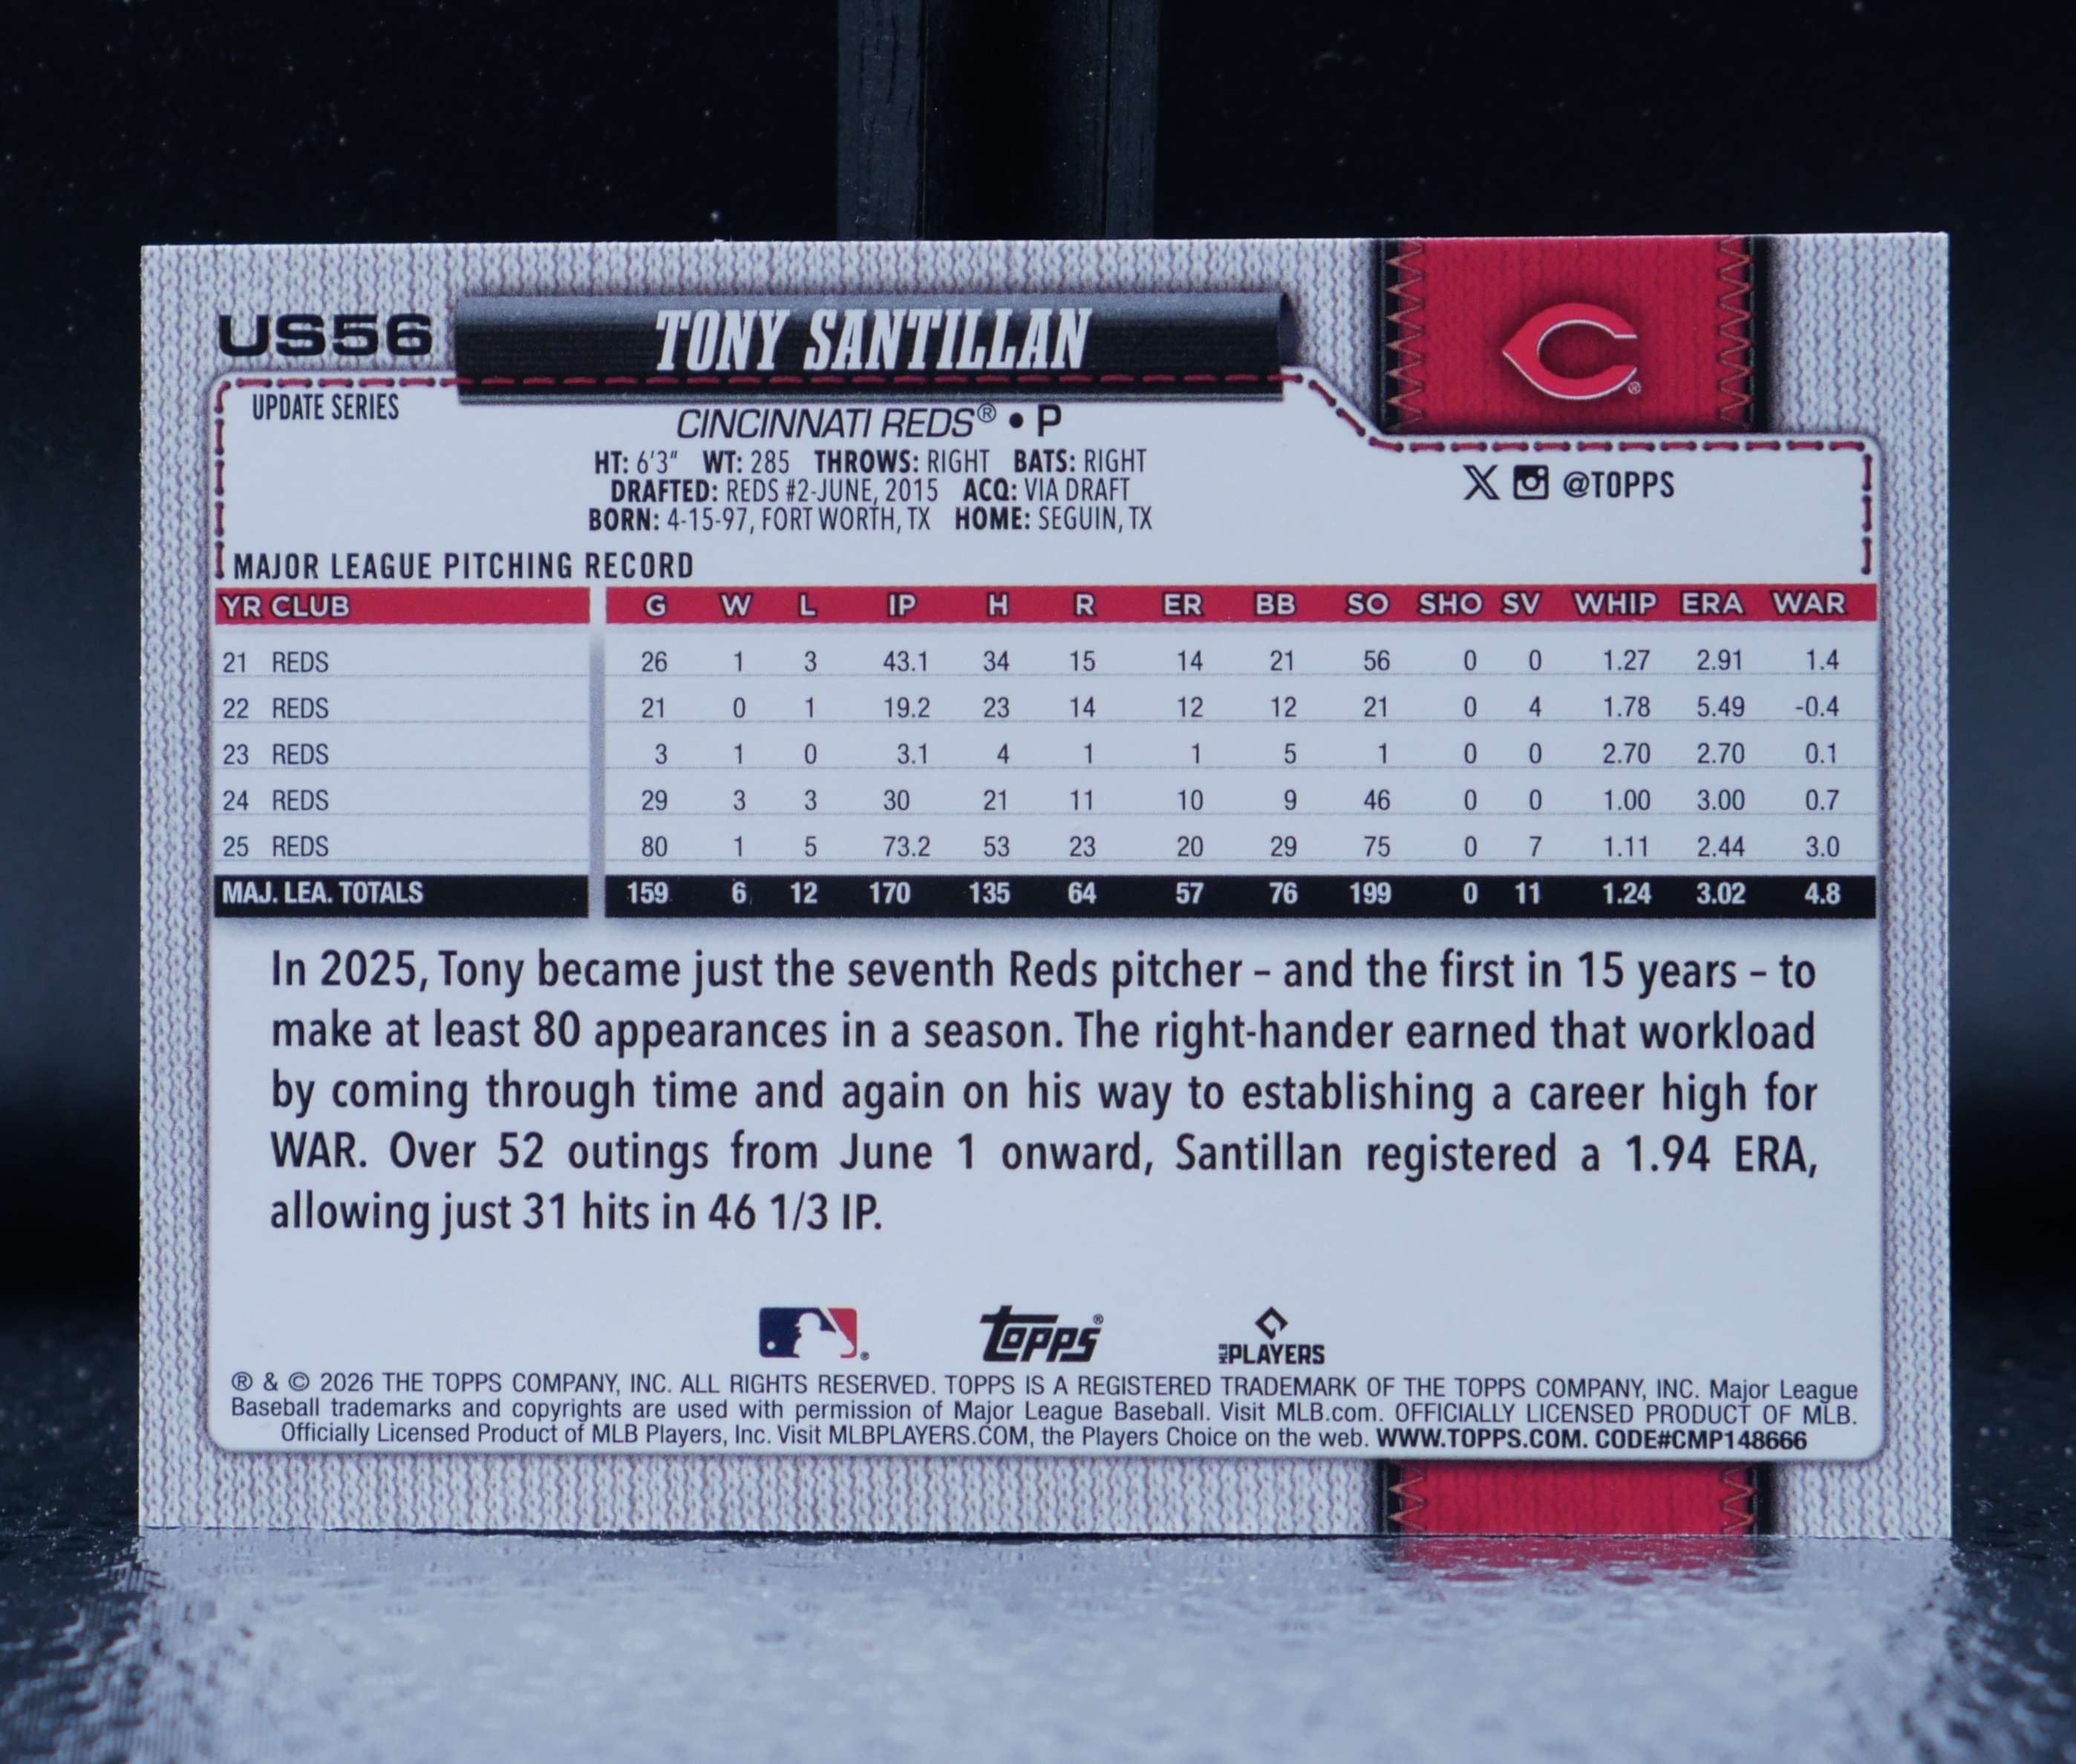 US56
TONY SANTILLAN
UPDATE SERIES
CINCINNATI REDS® • P
HT: 6'3" WT: 285 THROWS: RIGHT BATS: RIGHT
DRAFTED: REDS #2-JUNE, 2015 ACQ: VIA DRAFT
BORN: 4-15-97, FORT WORTH, TX HOME: SEGUIN, TX
C®
@TOPPS
MAJOR LEAGUE PITCHING RECORD
YR CLUB G W L IP H R ER BB SO SHO SV WHIP ERA WAR
21 REDS 26 1 3 43.1 34 15 14 21 56 0 0 1.27 2.91 1.4
22 REDS 21 0 1 19.2 23 14 12 12 21 0 4 1.78 5.49 -0.4
23 REDS 3 1 0 3.1 4 1 1 5 1 0 0 2.70 2.70 0.1
24 REDS 29 3 3 30 21 11 10 9 46 0 0 1.00 3.00 0.7
25 REDS 80 1 5 73.2 53 23 20 29 75 0 7 1.11 2.44 3.0
MAJ. LEA. TOTALS 159 6 12 170 135 64 57 76 199 0 11 1.24 3.02 4.8
In 2025, Tony became just the seventh Reds pitcher – and the first in 15 years – to
make at least 80 appearances in a season. The right-hander earned that workload
by coming through time and again on his way to establishing a career high for
WAR. Over 52 outings from June 1 onward, Santillan registered a 1.94 ERA,
allowing just 31 hits in 46 1/3 IP.
® topps® MLB PLAYERS
® & © 2026 THE TOPPS COMPANY, INC. ALL RIGHTS RESERVED. TOPPS IS A REGISTERED TRADEMARK OF THE TOPPS COMPANY, INC. Major League
Baseball trademarks and copyrights are used with permission of Major League Baseball. Visit MLB.com. OFFICIALLY LICENSED PRODUCT OF MLB.
Officially Licensed Product of MLB Players, Inc. Visit MLBPLAYERS.COM, the Players Choice on the web. WWW.TOPPS.COM. CODE#CMP148666